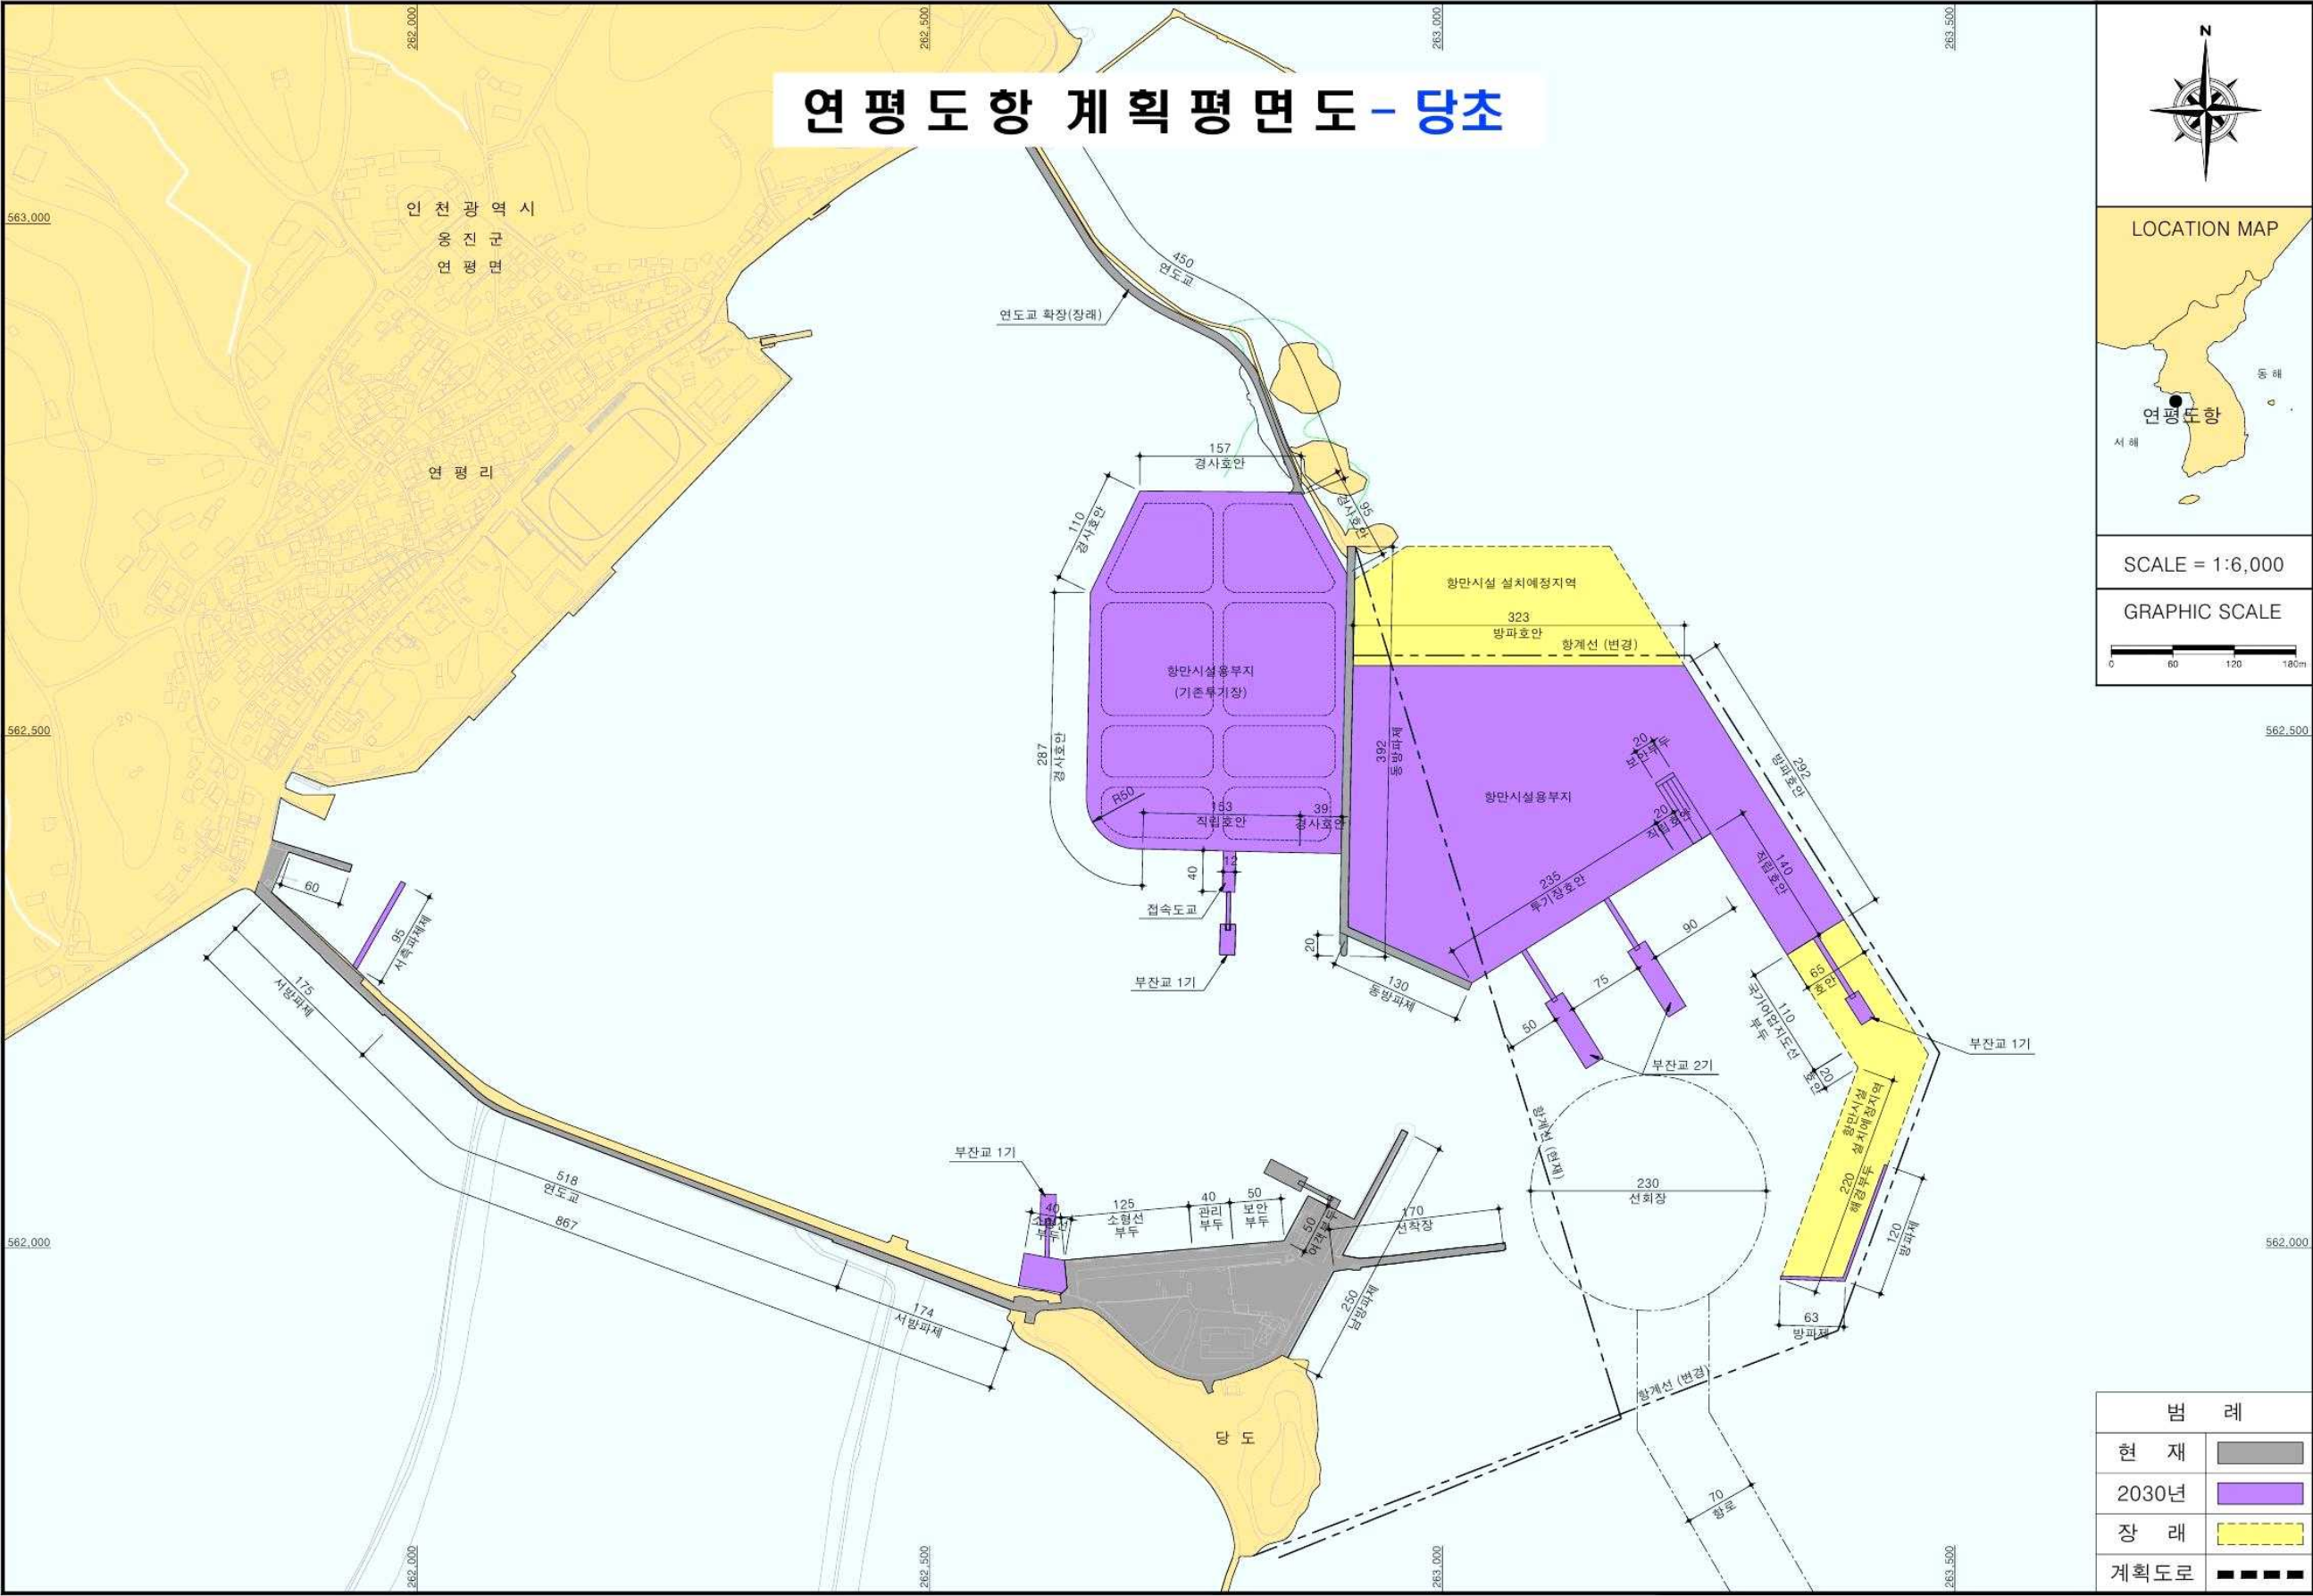 262,000
262,500
263,000
263,500
연평도항 계획평면도 - 당초
N
LOCATION MAP
동 해
연평도항
서 해
SCALE = 1:6,000
GRAPHIC SCALE
0 60 120 180m
563,000
인 천 광 역 시
옹 진 군
연 평 면
연 평 리
450
연도교
연도교 확장(장래)
157
경사호안
110
경사호안
95
경사호안
항만시설 설치예정지역
323
방파호안
항계선 (변경)
항만시설용부지
(기존투기장)
562,500
562,500
287
경사호안
392
동방파제
292
방파호안
20
보안부두
항만시설용부지
R50
153
직립호안
39
경사호안
20
직립호안
140
직립호안
235
투기장호안
12
40
접속도교
부잔교 1기
60
95
서측파제제
175
서방파제
20
130
동방파제
90
75
50
부잔교 2기
65
호안
110
국가어업지도선
부두
20
호안
부잔교 1기
항만시설
설치예정지역
220
해경부두
120
방파제
63
방파제
항계선 (현재)
230
선회장
518
연도교
867
174
서방파제
부잔교 1기
40
소형선
부두
125
소형선
부두
40
관리
부두
50
보안
부두
50
여객부두
170
선착장
250
남방파제
562,000
562,000
항계선 (변경)
당 도
70
항로
범 례
현 재
2030년
장 래
계획도로
262,000
262,500
263,000
263,500
20